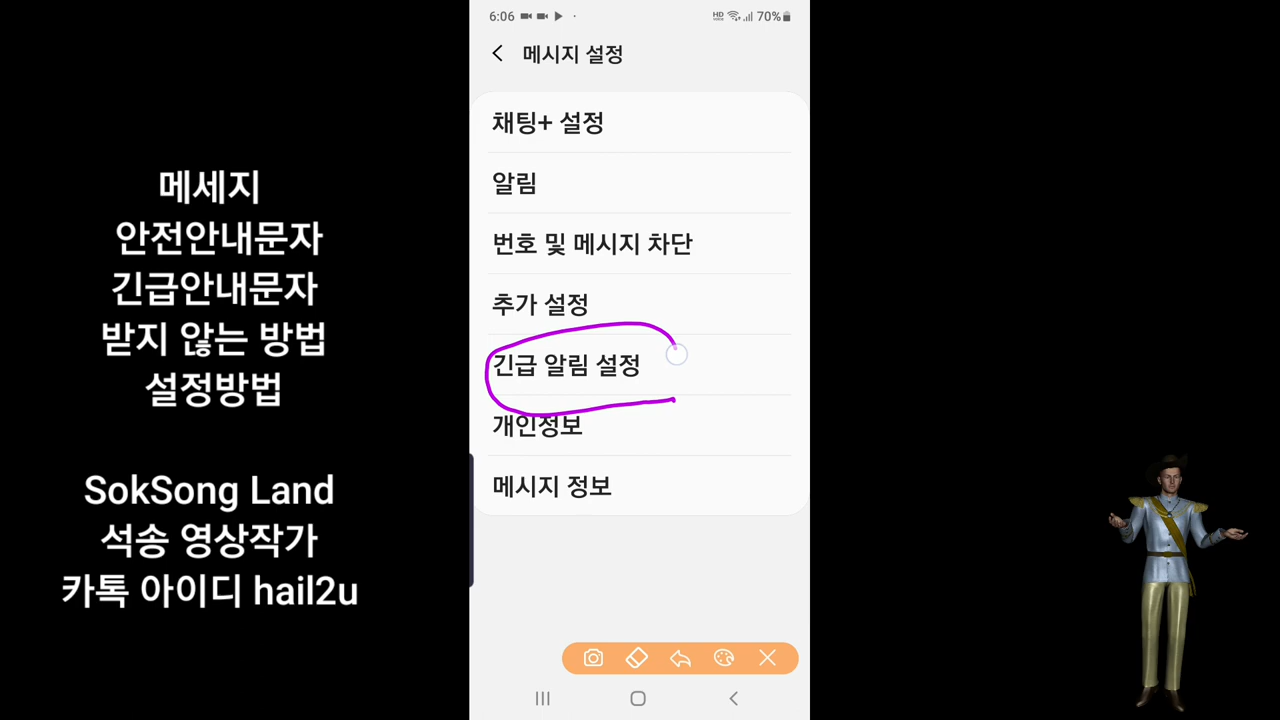 메세지
안전안내문자
긴급안내문자
받지 않는 방법
설정방법
SokSong Land
석송 영상작가
카톡 아이디 hail2u
6:06
70%
메시지 설정
채팅+ 설정
알림
번호 및 메시지 차단
추가 설정
긴급 알림 설정
개인정보
메시지 정보